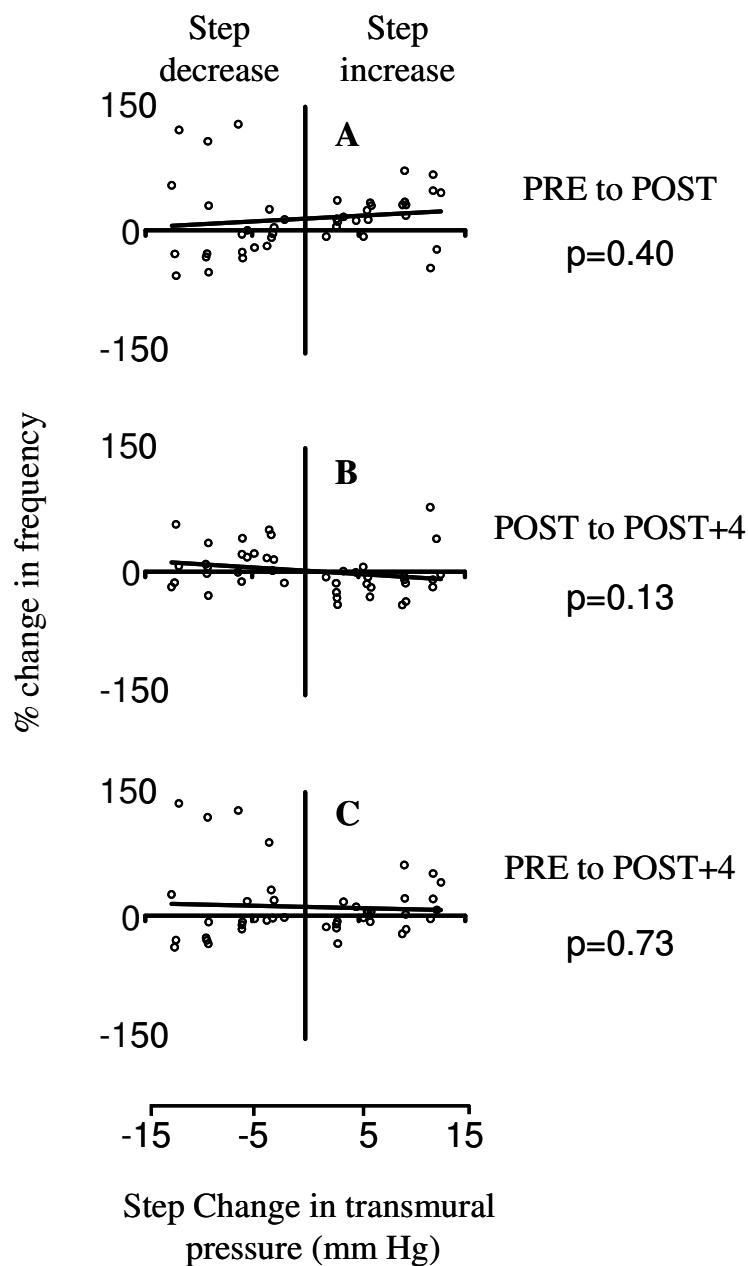 Step
decrease
Step
increase
150
A
PRE to POST
0
p=0.40
-150
% change in frequency
150
B
POST to POST+4
0
p=0.13
-150
150
C
PRE to POST+4
0
p=0.73
-150
-15 -5 5 15
Step Change in transmural
pressure (mm Hg)